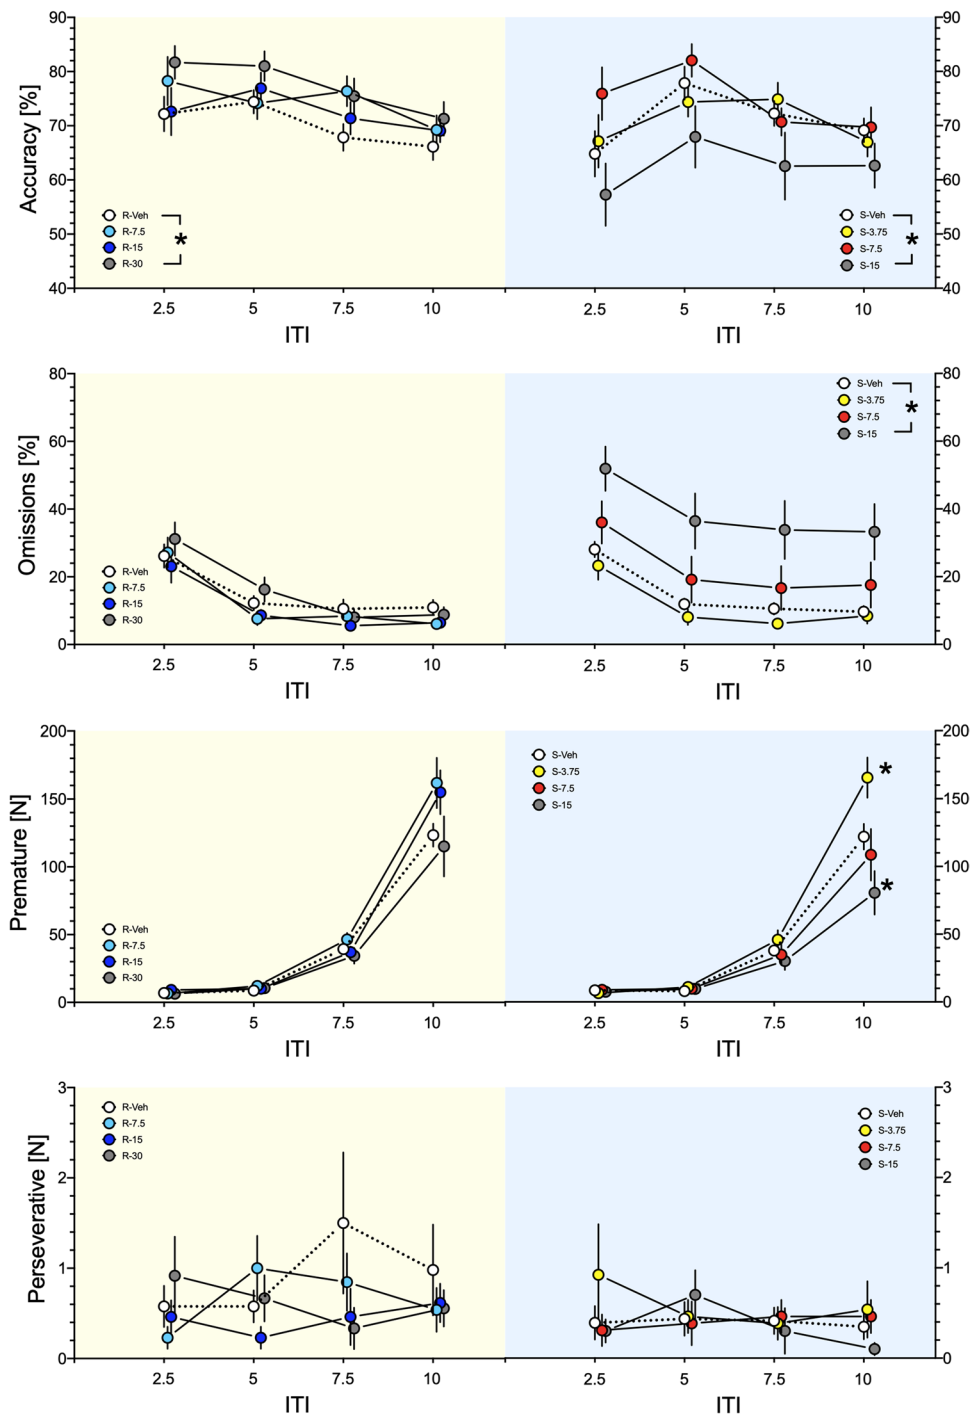 90
80
70
60
50
40
Accuracy [%]
R-Veh
R-7.5
R-15
R-30
*
2.5 5 7.5 10
ITI
90
80
70
60
50
40
S-Veh
S-3.75
S-7.5
S-15
*
2.5 5 7.5 10
ITI
80
60
40
20
0
Omissions [%]
R-Veh
R-7.5
R-15
R-30
2.5 5 7.5 10
ITI
80
60
40
20
0
S-Veh
S-3.75
S-7.5
S-15
*
2.5 5 7.5 10
ITI
200
150
100
50
0
Premature [N]
R-Veh
R-7.5
R-15
R-30
2.5 5 7.5 10
ITI
200
150
100
50
0
S-Veh
S-3.75
S-7.5
S-15
*
*
2.5 5 7.5 10
ITI
3
2
1
0
Perseverative [N]
R-Veh
R-7.5
R-15
R-30
2.5 5 7.5 10
ITI
3
2
1
0
S-Veh
S-3.75
S-7.5
S-15
2.5 5 7.5 10
ITI